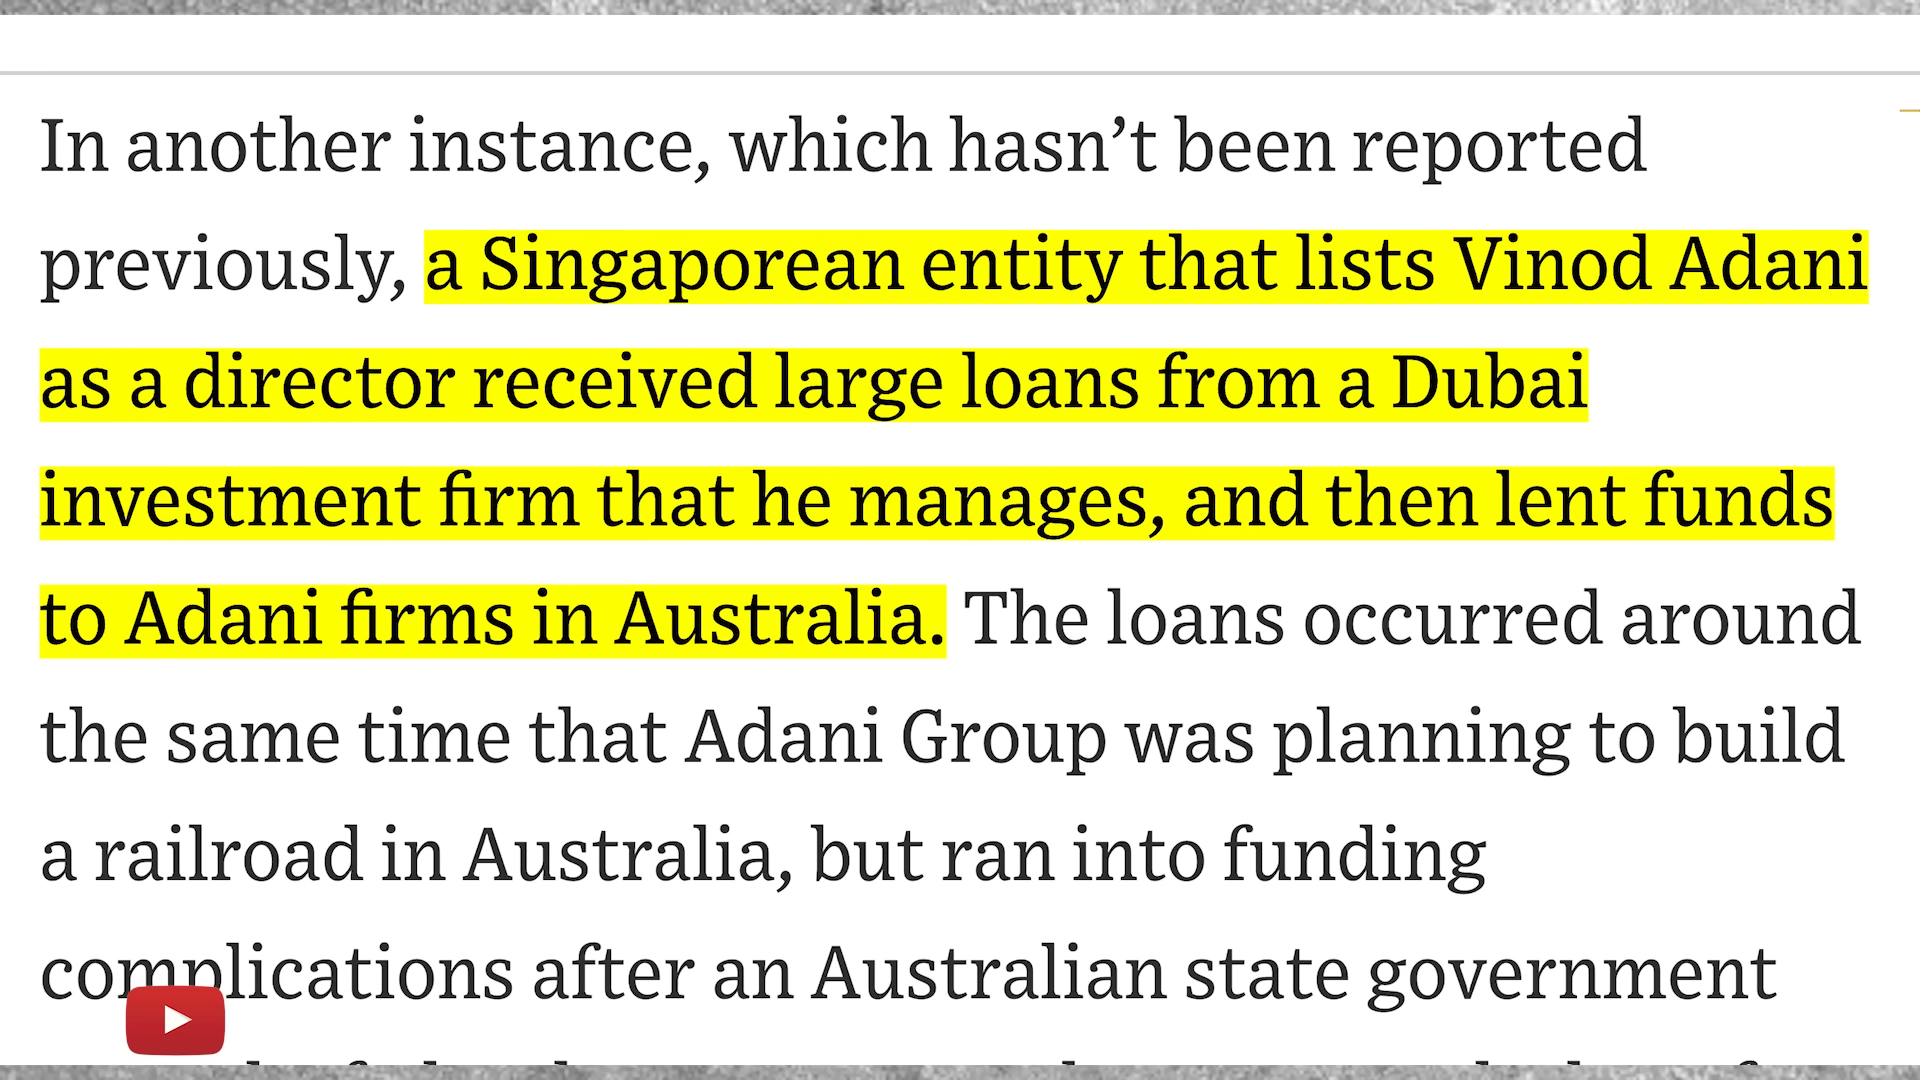 In another instance, which hasn’t been reported
previously, a Singaporean entity that lists Vinod Adani
as a director received large loans from a Dubai
investment firm that he manages, and then lent funds
to Adani firms in Australia. The loans occurred around
the same time that Adani Group was planning to build
a railroad in Australia, but ran into funding
complications after an Australian state government